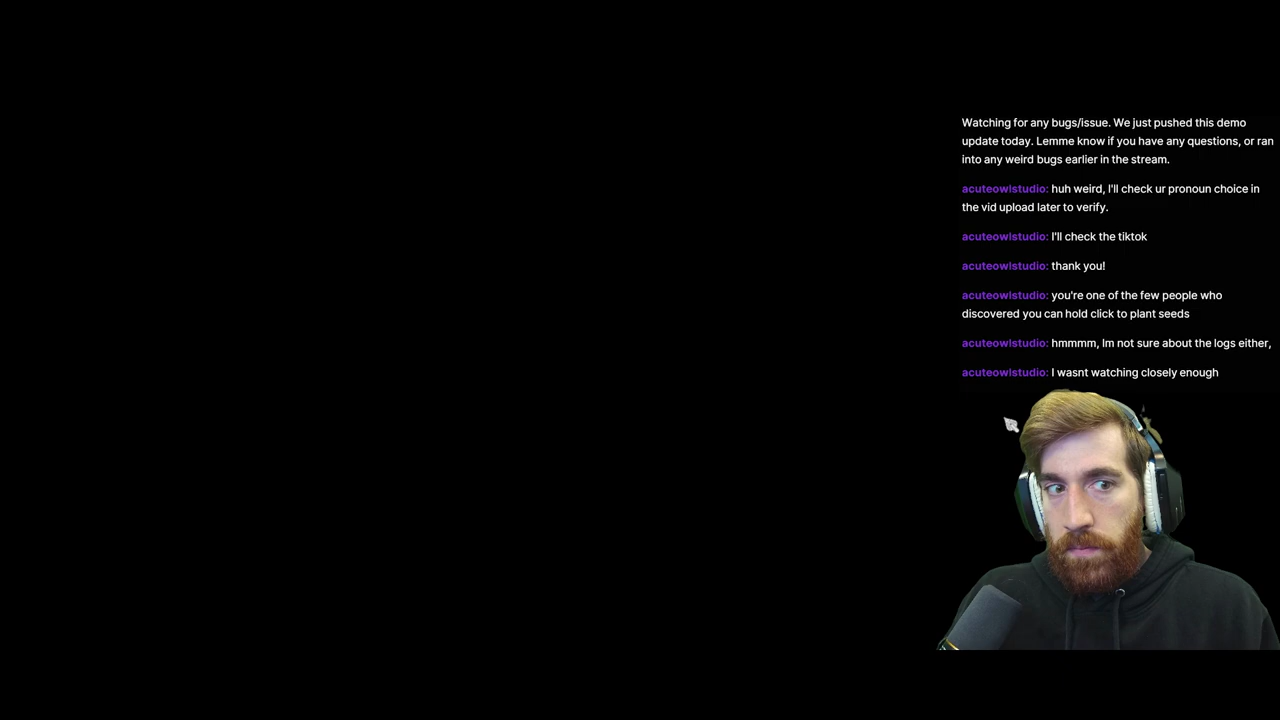 Watching for any bugs/issue. We just pushed this demo
update today. Lemme know if you have any questions, or ran
into any weird bugs earlier in the stream.
acuteowlstudio: huh weird, I'll check ur pronoun choice in
the vid upload later to verify.
acuteowlstudio: I'll check the tiktok
acuteowlstudio: thank you!
acuteowlstudio: you're one of the few people who
discovered you can hold click to plant seeds
acuteowlstudio: hmmmm, Im not sure about the logs either,
acuteowlstudio: I wasnt watching closely enough